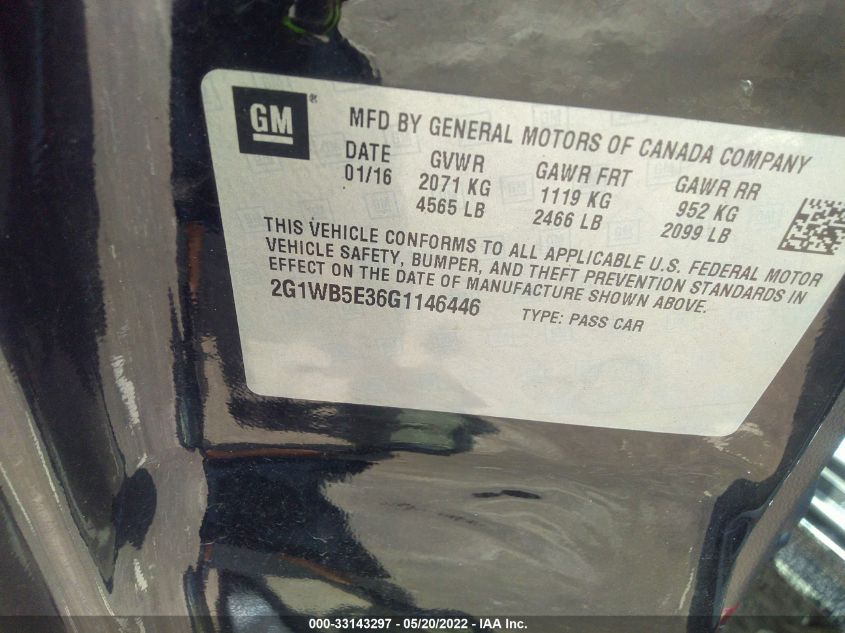 GM ®
MFD BY GENERAL MOTORS OF CANADA COMPANY
DATE GVWR GAWR FRT GAWR RR
01/16 2071 KG 1119 KG 952 KG
4565 LB 2466 LB 2099 LB
THIS VEHICLE CONFORMS TO ALL APPLICABLE U.S. FEDERAL MOTOR
VEHICLE SAFETY, BUMPER, AND THEFT PREVENTION STANDARDS IN
EFFECT ON THE DATE OF MANUFACTURE SHOWN ABOVE.
2G1WB5E36G1146446 TYPE: PASS CAR
000-33143297 - 05/20/2022 - IAA Inc.